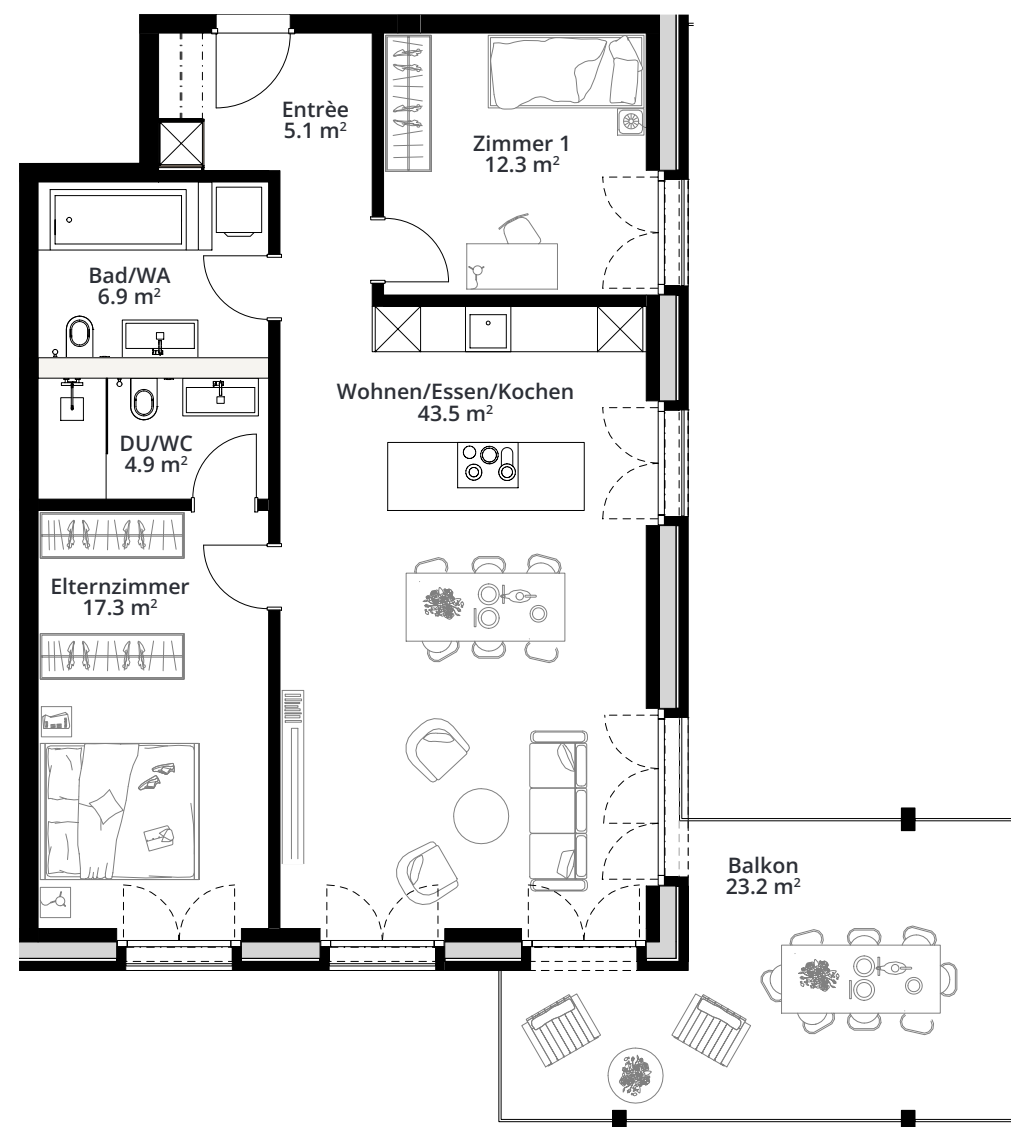 Entrèe
5.1 m²
Zimmer 1
12.3 m²
Bad/WA
6.9 m²
Wohnen/Essen/Kochen
43.5 m²
DU/WC
4.9 m²
Elternzimmer
17.3 m²
Balkon
23.2 m²